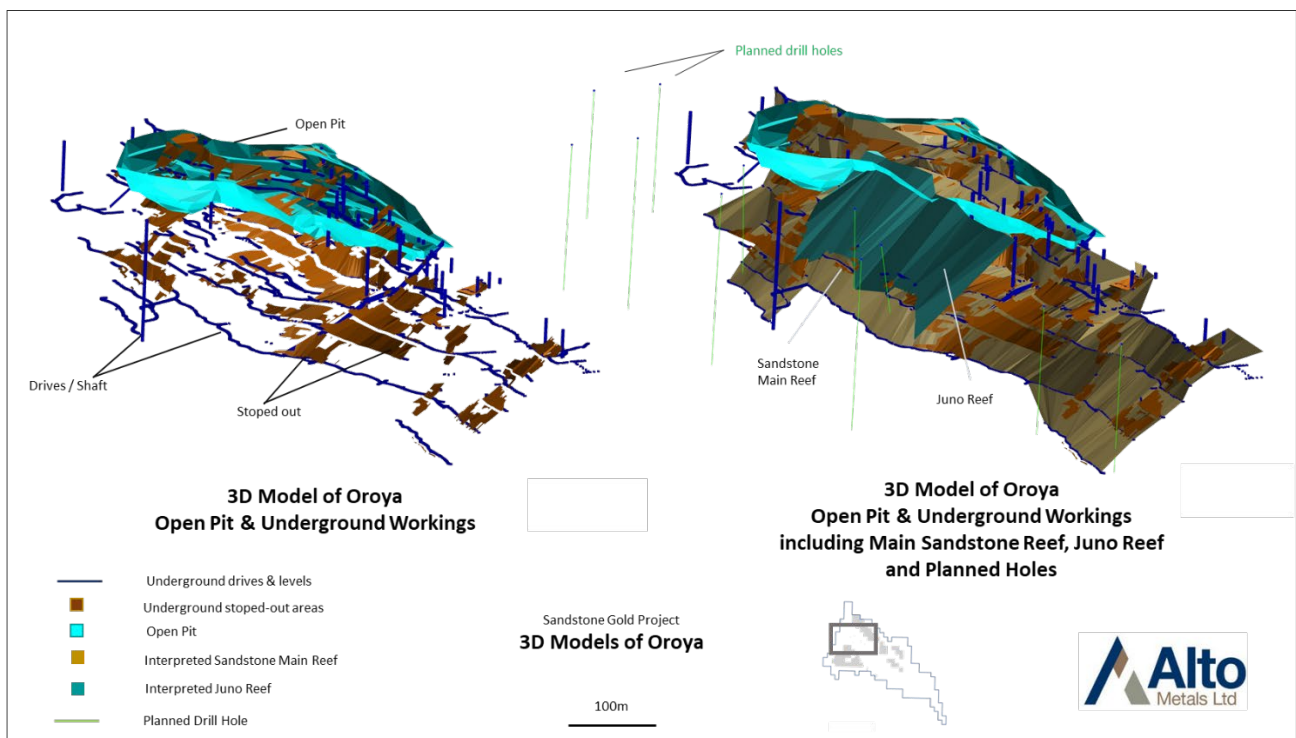 Planned drill holes
Open Pit
Drives / Shaft
Stoped out
Sandstone
Main Reef
Juno Reef
3D Model of Oroya
Open Pit & Underground Workings
3D Model of Oroya
Open Pit & Underground Workings
including Main Sandstone Reef, Juno Reef
and Planned Holes
Underground drives & levels
Underground stoped-out areas
Open Pit
Interpreted Sandstone Main Reef
Interpreted Juno Reef
Planned Drill Hole
Sandstone Gold Project
3D Models of Oroya
100m
Alto
Metals Ltd